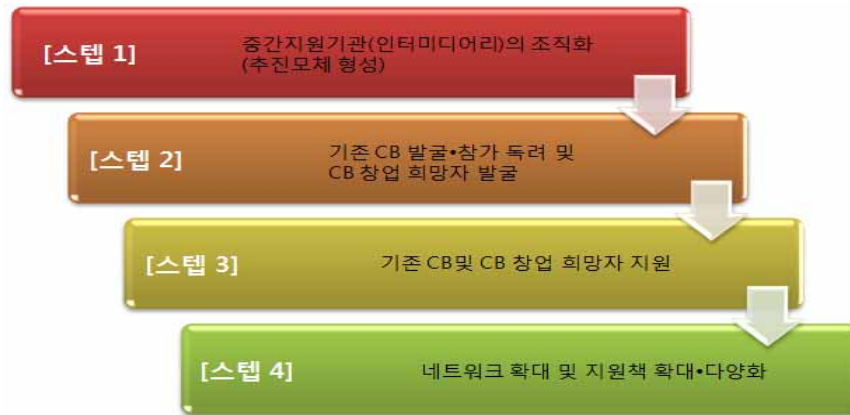 [스텝 1]
중간지원기관(인터미디어리)의 조직화
(추진모체 형성)
[스텝 2]
기존 CB 발굴•참가 독려 및
CB 창업 희망자 발굴
[스텝 3]
기존 CB및 CB 창업 희망자 지원
[스텝 4]
네트워크 확대 및 지원책 확대•다양화